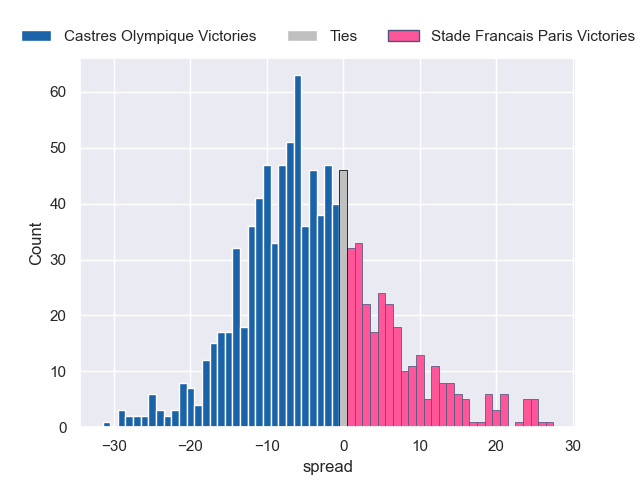 Castres Olympique Victories Ties Stade Francais Paris Victories
60
50
40
30
20
10
0
Count
−30 −20 −10 0 10 20 30
spread